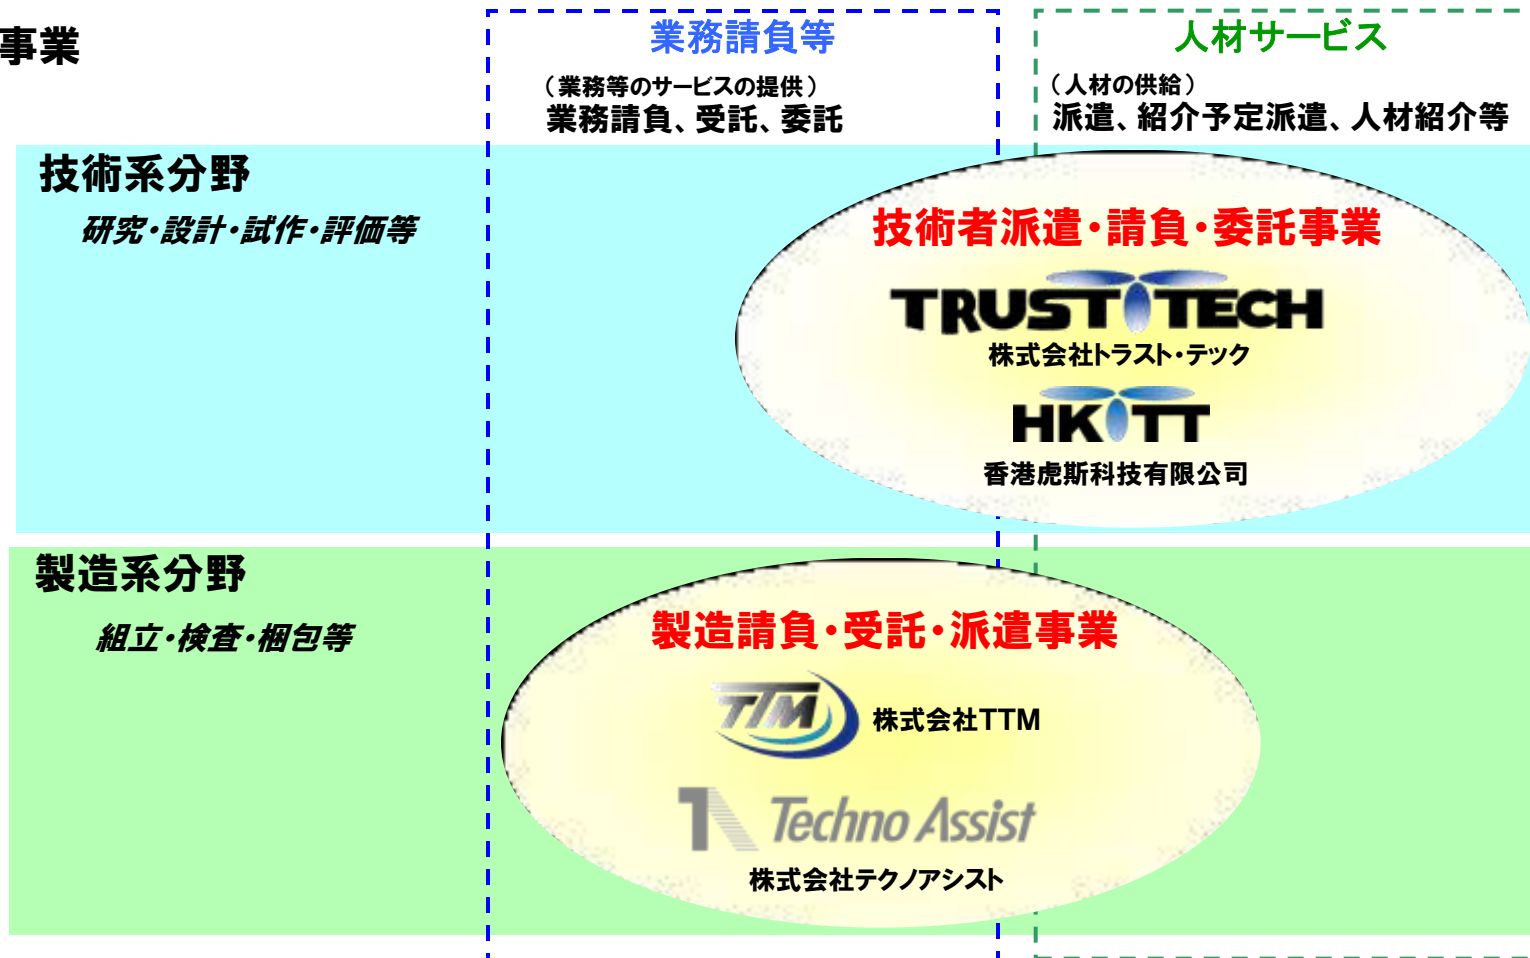 事業
業務請負等
(業務等のサービスの提供)
業務請負、受託、委託
人材サービス
(人材の供給)
派遣、紹介予定派遣、人材紹介等
技術系分野
研究・設計・試作・評価等
技術者派遣・請負・委託事業
TRUST TECH
株式会社トラスト・テック
HKTT
香港虎斯科技有限公司
製造系分野
組立・検査・梱包等
製造請負・受託・派遣事業
TTM
株式会社TTM
Techno Assist
株式会社テクノアシスト